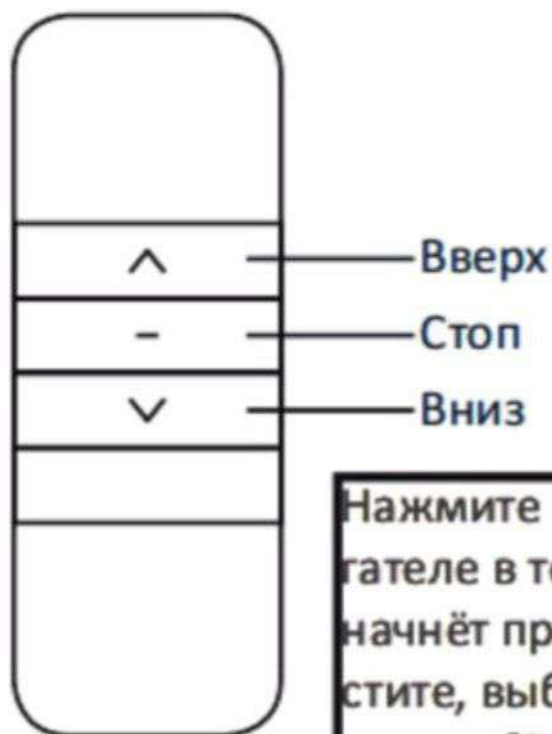 Вверх
Стоп
Вниз
Нажмите
гателе в т
начнёт пр
стите, выб